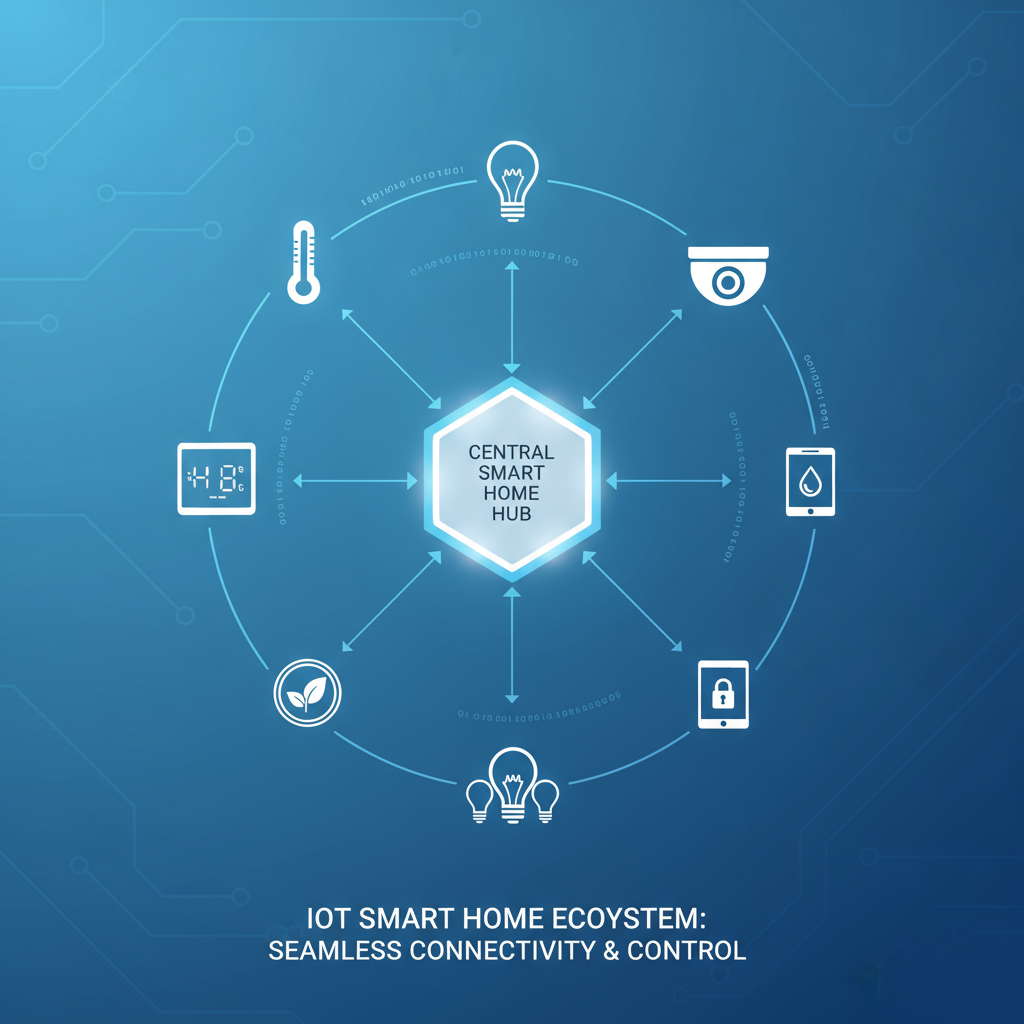 CENTRAL
SMART
HOME
HUB
IOT SMART HOME ECOYSTEM:
SEAMLESS CONNECTIVITY & CONTROL